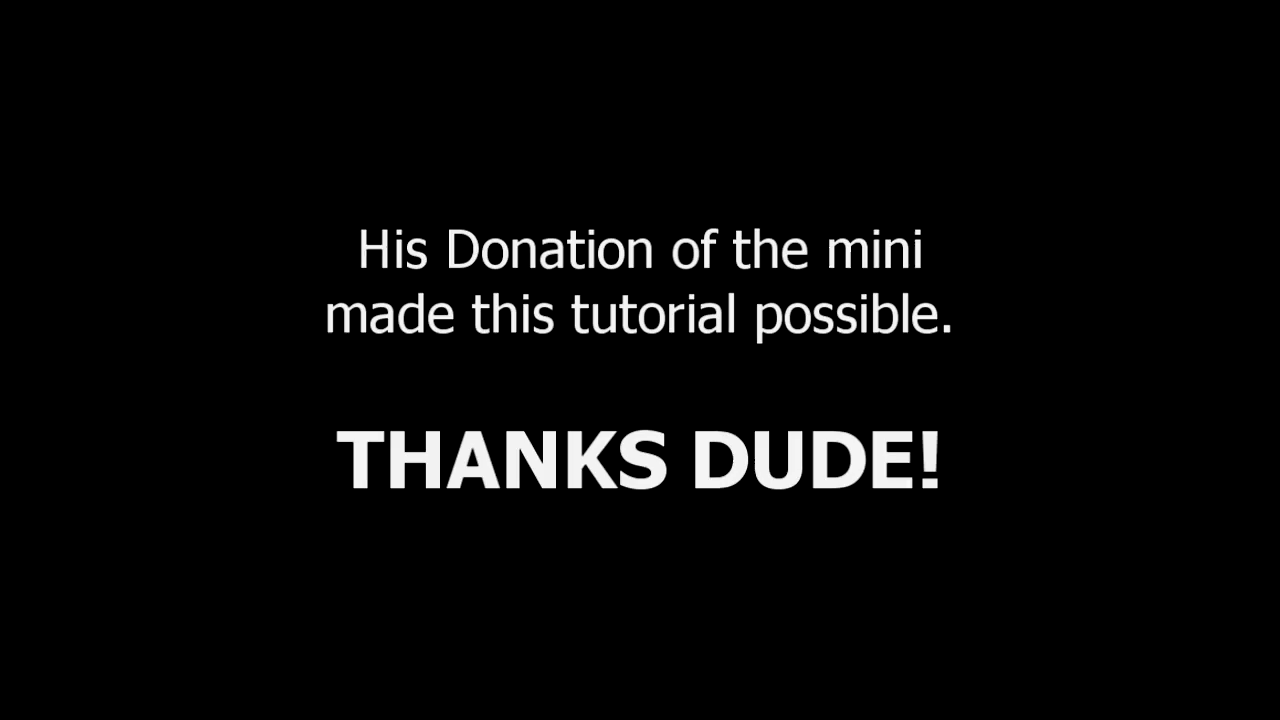 His Donation of the mini
made this tutorial possible.
THANKS DUDE!